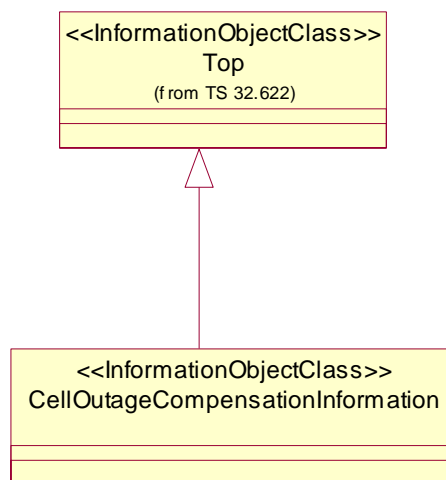 <<InformationObjectClass>>
Top
(from TS 32.622)
<<InformationObjectClass>>
CellOutageCompensationInformation